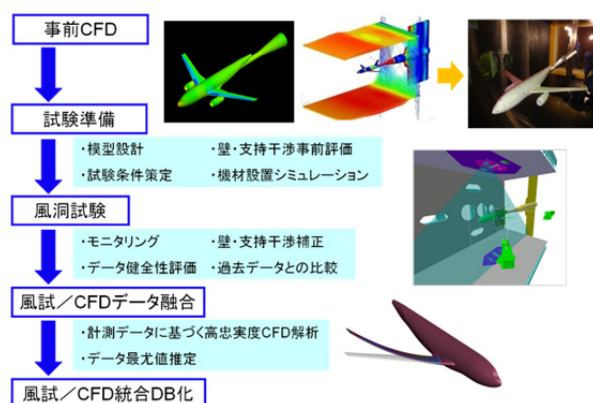 事前CFD
試験準備
・模型設計 ・壁・支持干渉事前評価
・試験条件策定 ・機材設置シミュレーション
風洞試験
・モニタリング ・壁・支持干渉補正
・データ健全性評価 ・過去データとの比較
風試／CFDデータ融合
・計測データに基づく高忠実度CFD解析
・データ最尤値推定
風試／CFD統合DB化